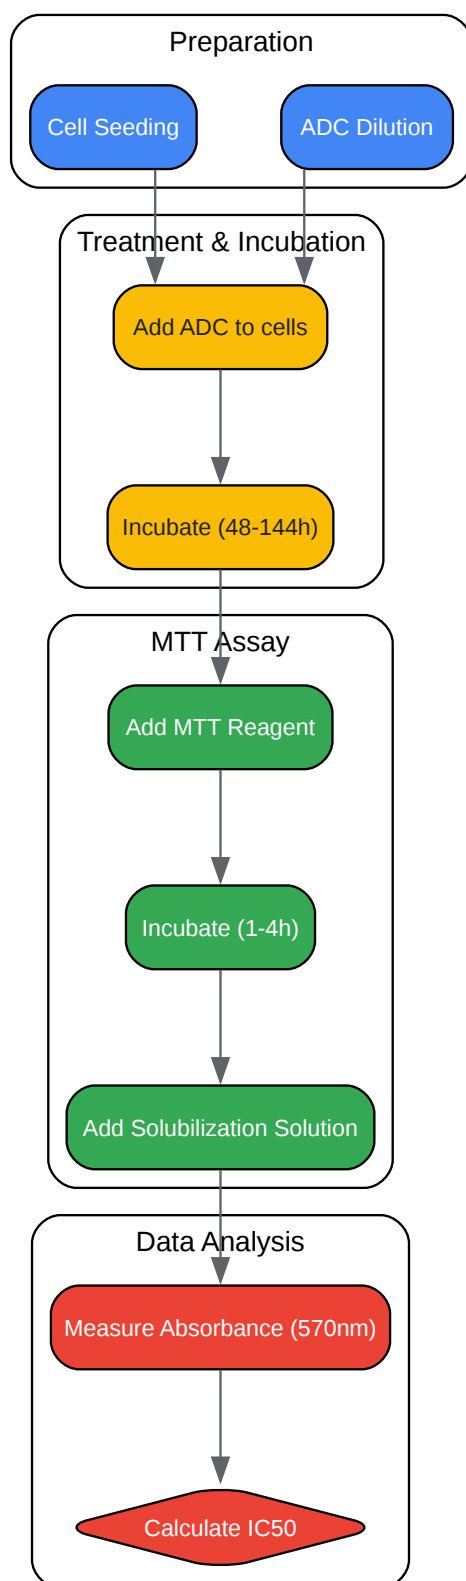 Preparation
Cell Seeding
ADC Dilution
Treatment & Incubation
Add ADC to cells
Incubate (48-144h)
MTT Assay
Add MTT Reagent
Incubate (1-4h)
Add Solubilization Solution
Data Analysis
Measure Absorbance (570nm)
Calculate IC50